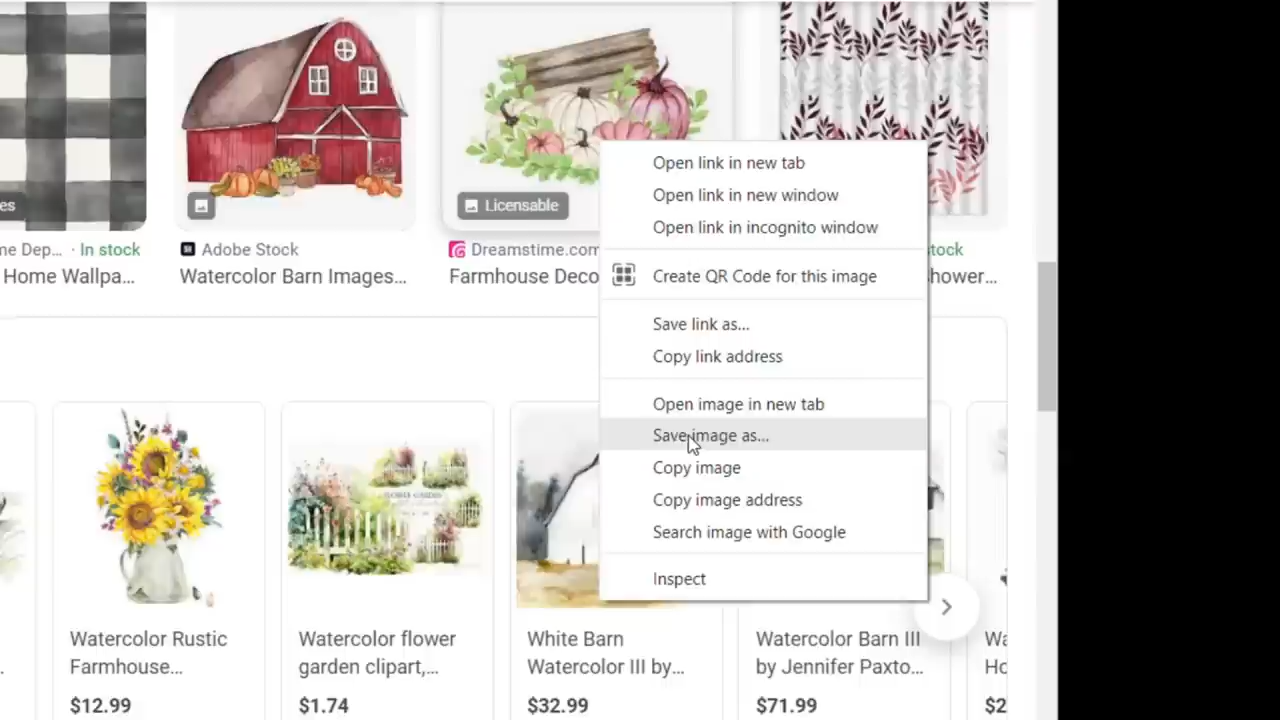 es
Licensable
me Dep... · In stock
Adobe Stock
Dreamstime.com
stock
Home Wallpa...
Watercolor Barn Images...
Farmhouse Deco
Shower...
Open link in new tab
Open link in new window
Open link in incognito window
Create QR Code for this image
Save link as...
Copy link address
Open image in new tab
Save image as...
Copy image
Copy image address
Search image with Google
Inspect
Watercolor Rustic
Farmhouse...
$12.99
Watercolor flower
garden clipart,...
$1.74
White Barn
Watercolor III by...
$32.99
Watercolor Barn III
by Jennifer Paxto...
$71.99
Wa
Ho
$2